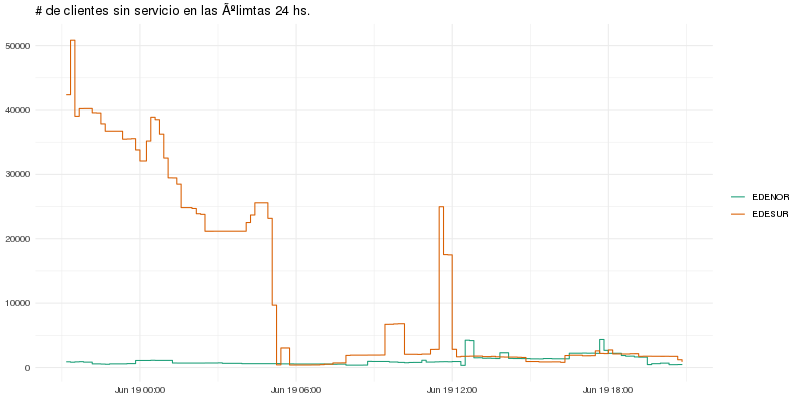 # de clientes sin servicio en las Ãºlimtas 24 hs.
50000
40000
30000
20000
10000
0
Jun 19 00:00
Jun 19 06:00
Jun 19 12:00
Jun 19 18:00
EDENOR
EDESUR